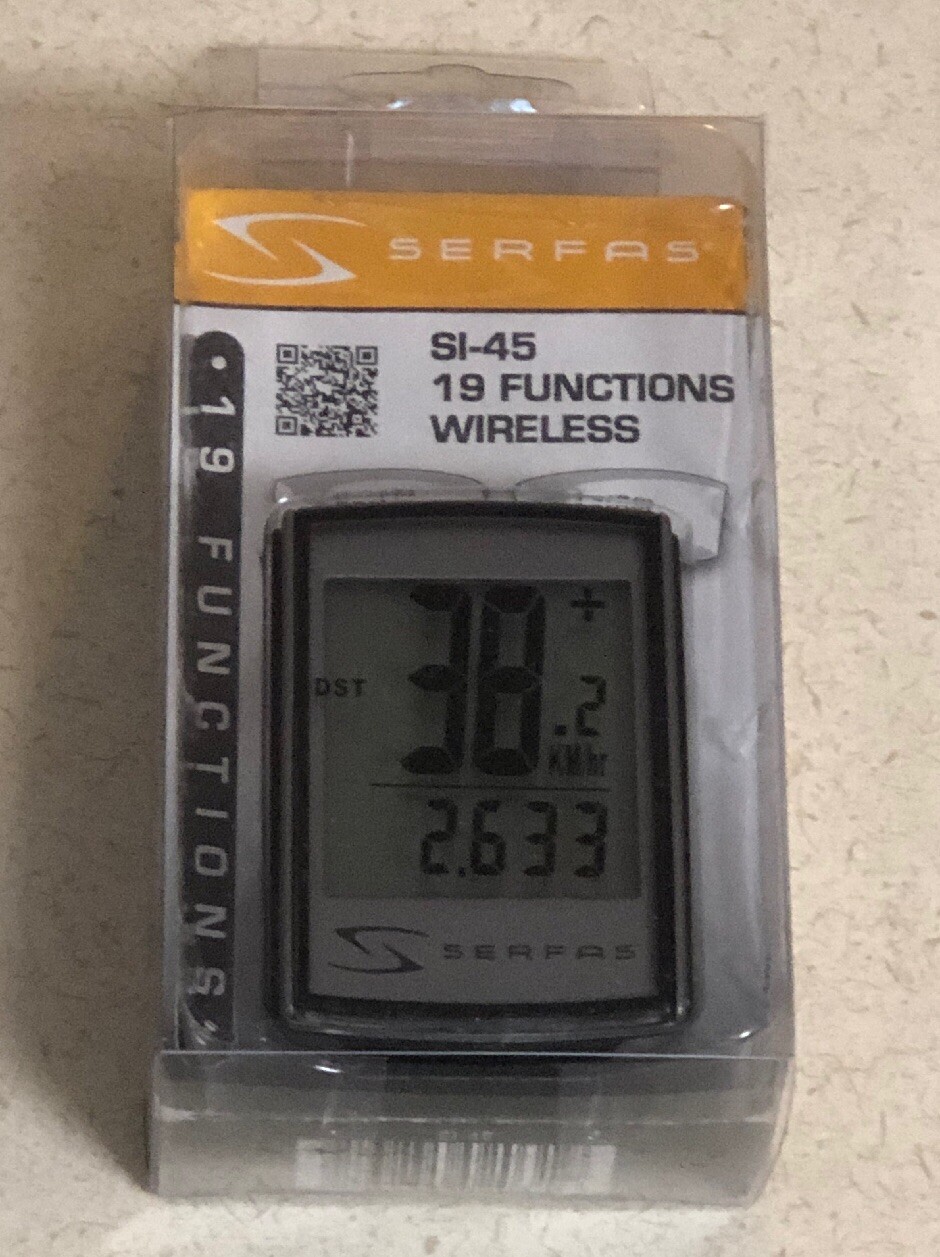 SERFAS
SI-45
19 FUNCTIONS
WIRELESS
• 19 FUNCTIONS
38.2 +
DST
KM/hr
2.633
SERFAS